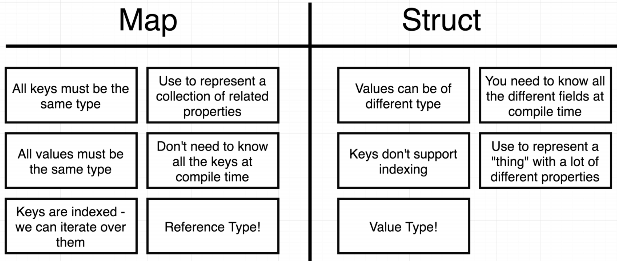 Map
Struct
All keys must be the
same type
Use to represent a
collection of related
properties
Values can be of
different type
You need to know all
the different fields at
compile time
All values must be
the same type
Don't need to know
all the keys at
compile time
Keys don't support
indexing
Use to represent a
"thing" with a lot of
different properties
Keys are indexed -
we can iterate over
them
Reference Type!
Value Type!